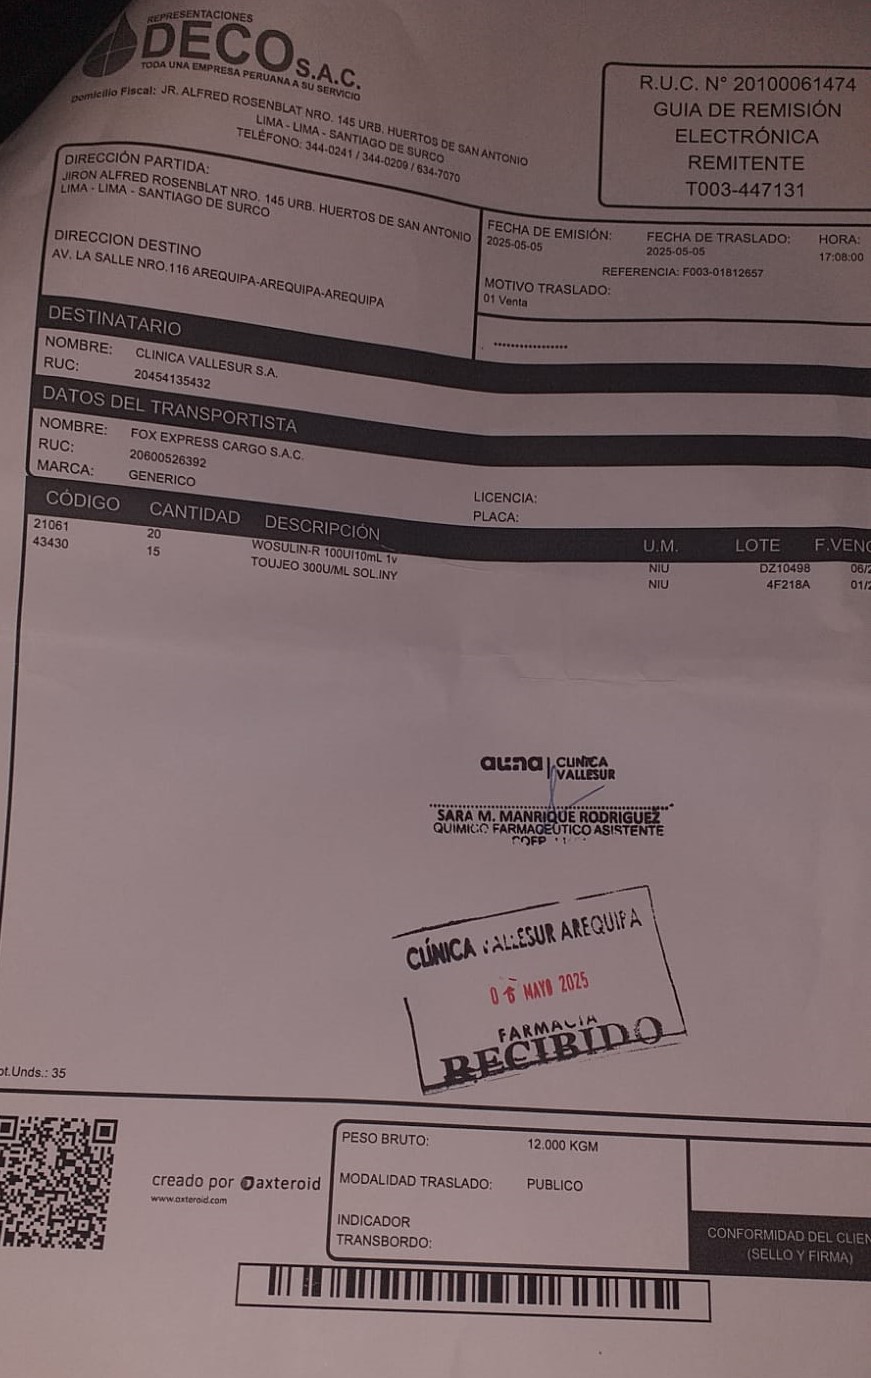 REPRESENTACIONES
DECO S.A.C.
TODA UNA EMPRESA PERUANA A SU SERVICIO
Domicilio Fiscal: JR. ALFRED ROSENBLAT NRO. 145 URB. HUERTOS DE SAN ANTONIO
LIMA - LIMA - SANTIAGO DE SURCO
TELÉFONO: 344-0241 / 344-0209 / 634-7070
R.U.C. N° 20100061474
GUIA DE REMISIÓN
ELECTRÓNICA
REMITENTE
T003-447131
DIRECCIÓN PARTIDA:
JIRON ALFRED ROSENBLAT NRO. 145 URB. HUERTOS DE SAN ANTONIO
LIMA - LIMA - SANTIAGO DE SURCO
DIRECCION DESTINO
AV. LA SALLE NRO.116 AREQUIPA-AREQUIPA-AREQUIPA
FECHA DE EMISIÓN: FECHA DE TRASLADO: HORA:
2025-05-05 2025-05-05 17:08:00
REFERENCIA: F003-01812657
MOTIVO TRASLADO:
01 Venta
DESTINATARIO
NOMBRE: CLINICA VALLESUR S.A.
RUC: 20454135432
DATOS DEL TRANSPORTISTA
NOMBRE: FOX EXPRESS CARGO S.A.C.
RUC: 20600526392
MARCA: GENERICO
LICENCIA:
PLACA:
CÓDIGO CANTIDAD DESCRIPCIÓN U.M. LOTE F.VENC
21061 20 WOSULIN-R 100UI10mL 1v NIU DZ10498 06/2
43430 15 TOUJEO 300U/ML SOL.INY NIU 4F218A 01/2
auna | CLINICA
VALLESUR
SARA M. MANRIQUE RODRIGUEZ
QUIMICO FARMACEUTICO ASISTENTE
CQFP
CLÍNICA VALLESUR AREQUIPA
MAYO 2025
FARMACIA
RECIBIDO
ot.Unds.: 35
creado por axteroid
www.axteroid.com
PESO BRUTO: 12.000 KGM
MODALIDAD TRASLADO: PUBLICO
INDICADOR
TRANSBORDO:
CONFORMIDAD DEL CLIEN
(SELLO Y FIRMA)